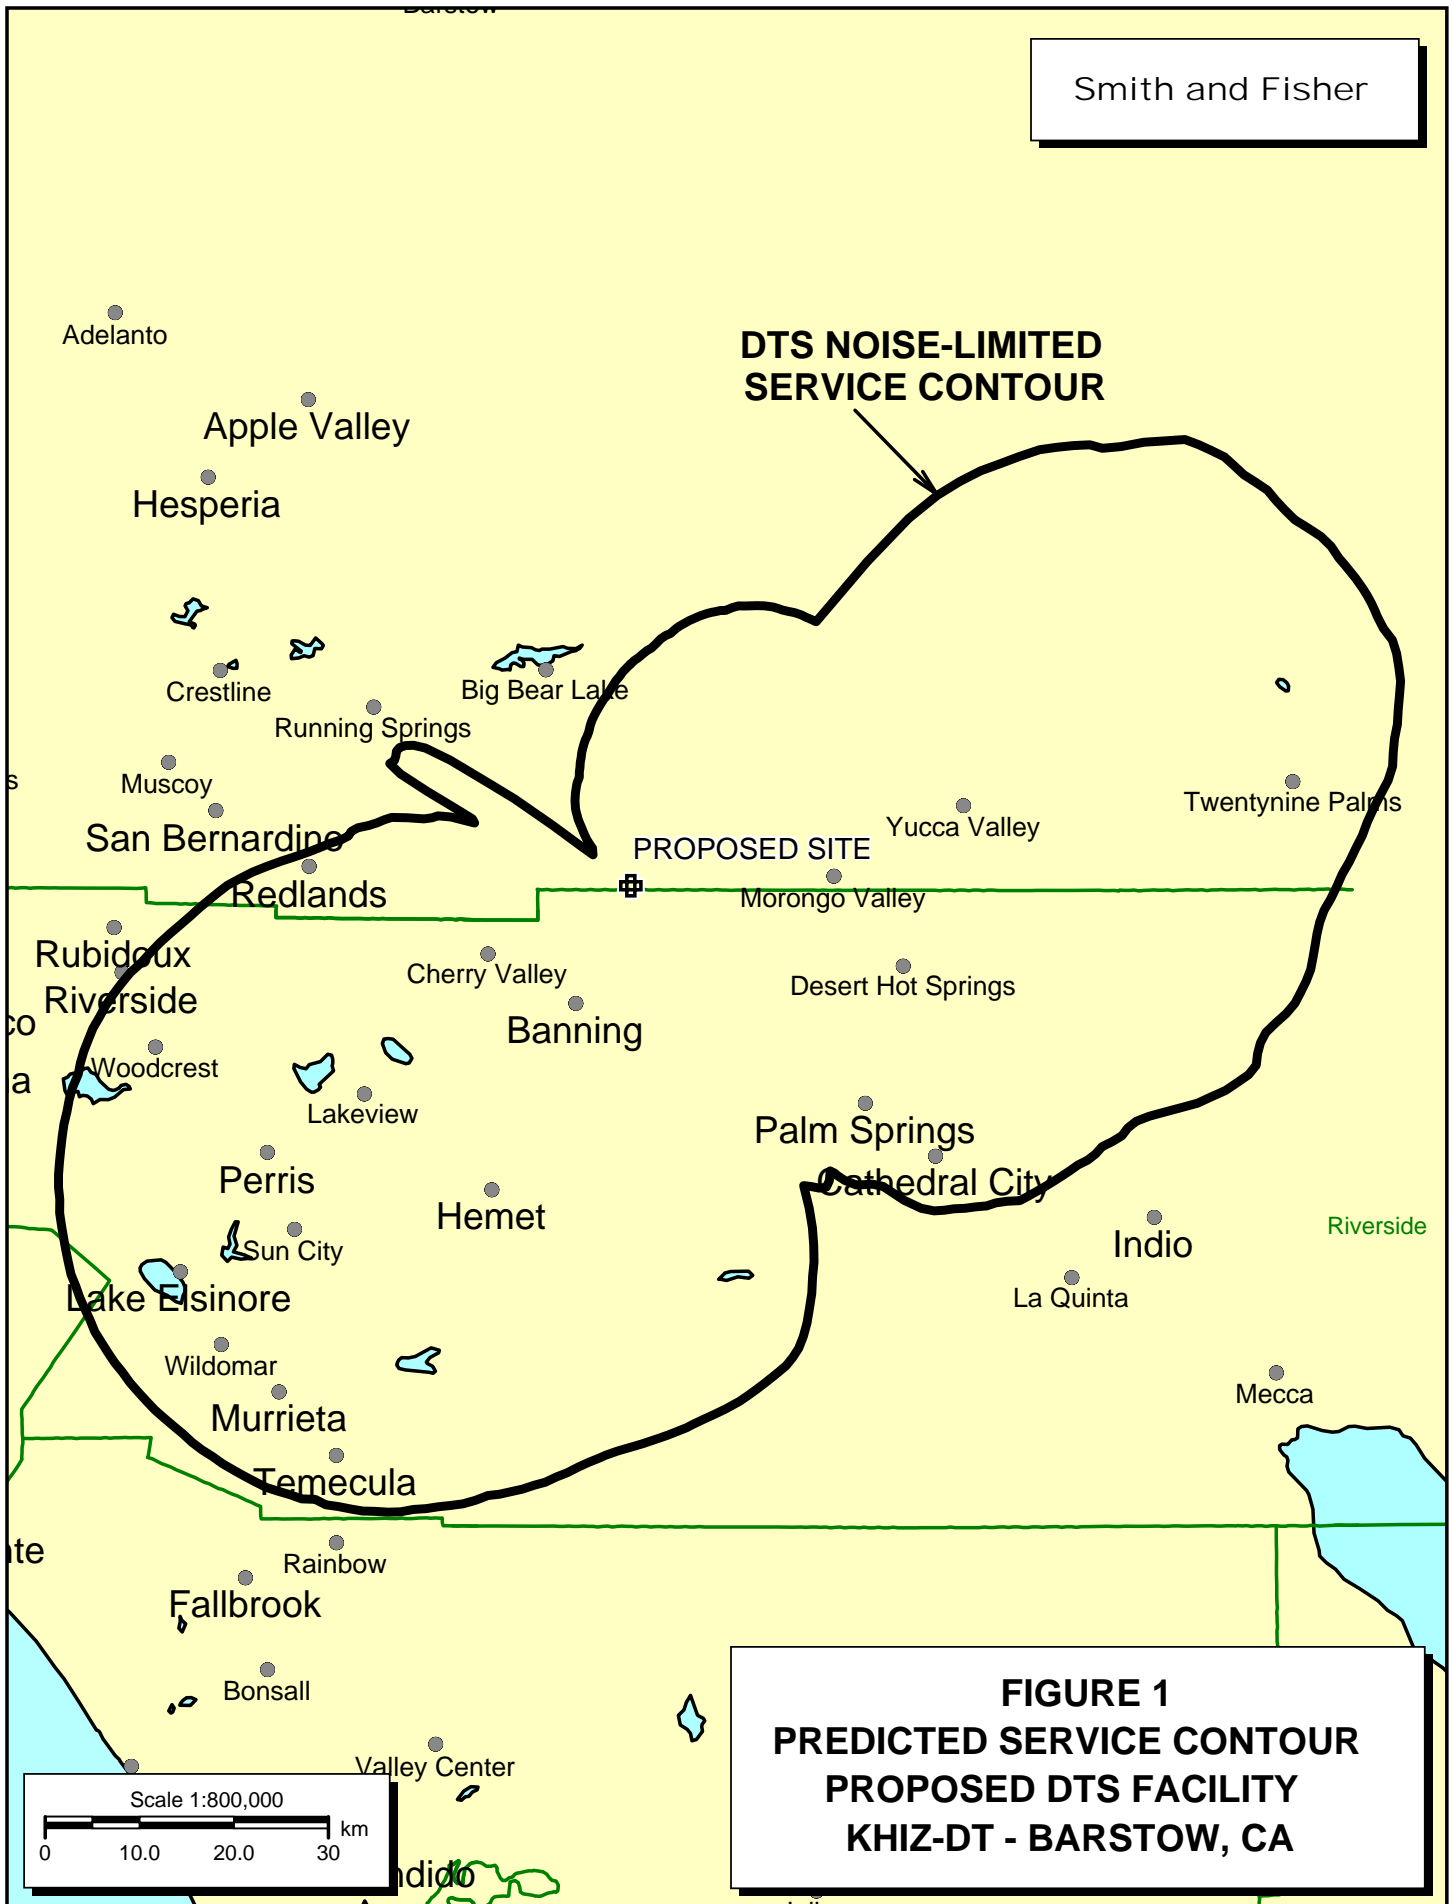 Barstow
Smith and Fisher
Adelanto
DTS NOISE-LIMITED
SERVICE CONTOUR
Apple Valley
Hesperia
Crestline
Big Bear Lake
Running Springs
s
Muscoy
Twentynine Palms
San Bernardino
Yucca Valley
PROPOSED SITE
Redlands
Morongo Valley
Rubidoux
Cherry Valley
Desert Hot Springs
Riverside
co
Banning
Woodcrest
a
Lakeview
Palm Springs
Perris
Cathedral City
Hemet
Riverside
Sun City
Indio
Lake Elsinore
La Quinta
Wildomar
Mecca
Murrieta
Temecula
nte
Rainbow
Fallbrook
Bonsall
FIGURE 1
PREDICTED SERVICE CONTOUR
PROPOSED DTS FACILITY
KHIZ-DT - BARSTOW, CA
Valley Center
Scale 1:800,000
km
0 10.0 20.0 30
ndido